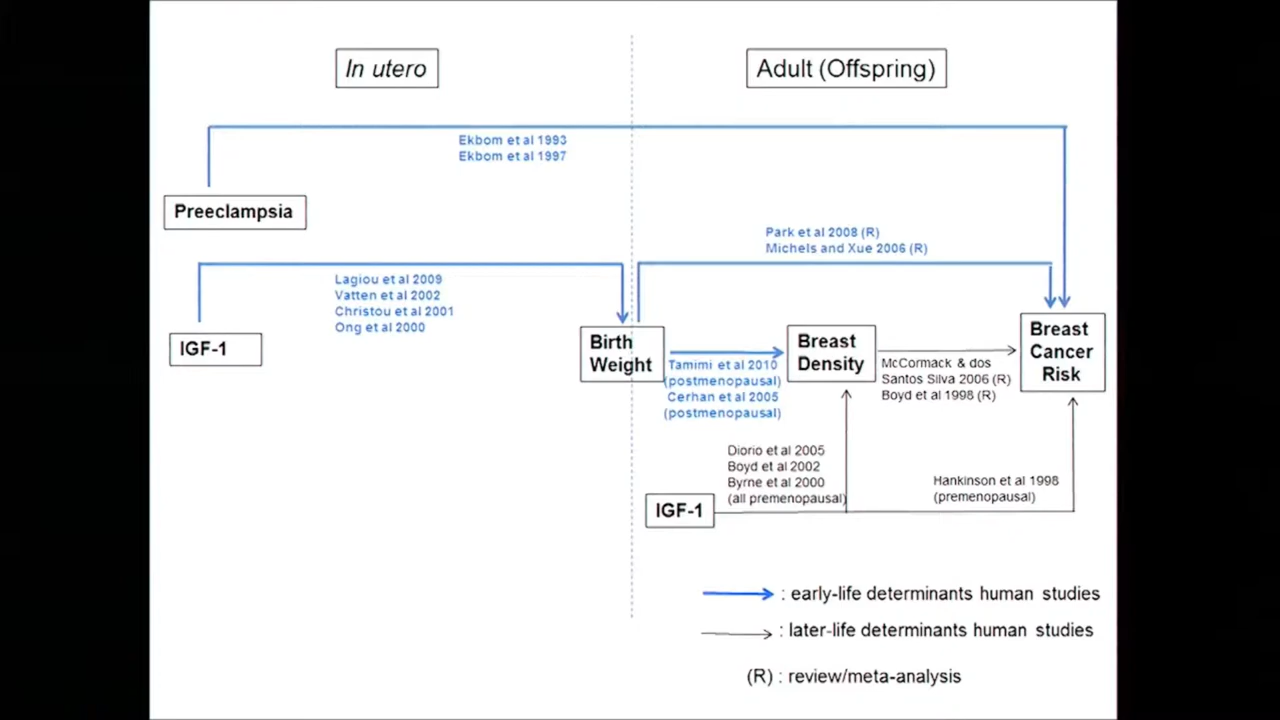 In utero
Adult (Offspring)
Ekbom et al 1993
Ekbom et al 1997
Preeclampsia
Park et al 2008 (R)
Michels and Xue 2006 (R)
Lagiou et al 2009
Vatten et al 2002
Christou et al 2001
Ong et al 2000
IGF-1
Birth
Weight
Breast
Density
Breast
Cancer
Risk
Tamimi et al 2010
(postmenopausal)
Cerhan et al 2005
(postmenopausal)
McCormack & dos
Santos Silva 2006 (R)
Boyd et al 1998 (R)
Diorio et al 2005
Boyd et al 2002
Byrne et al 2000
(all premenopausal)
Hankinson et al 1998
(premenopausal)
IGF-1
: early-life determinants human studies
: later-life determinants human studies
(R) : review/meta-analysis